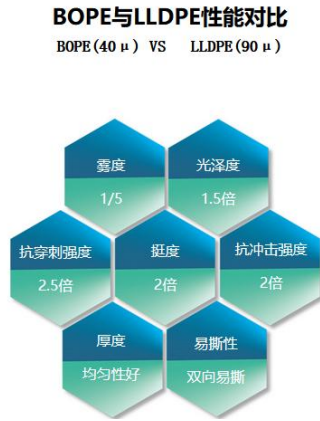 BOPE与LLDPE性能对比
BOPE(40μ) VS LLDPE(90μ)
雾度
1/5
光泽度
1.5倍
抗穿刺强度
2.5倍
挺度
2倍
抗冲击强度
2倍
厚度
均匀性好
易撕性
双向易撕